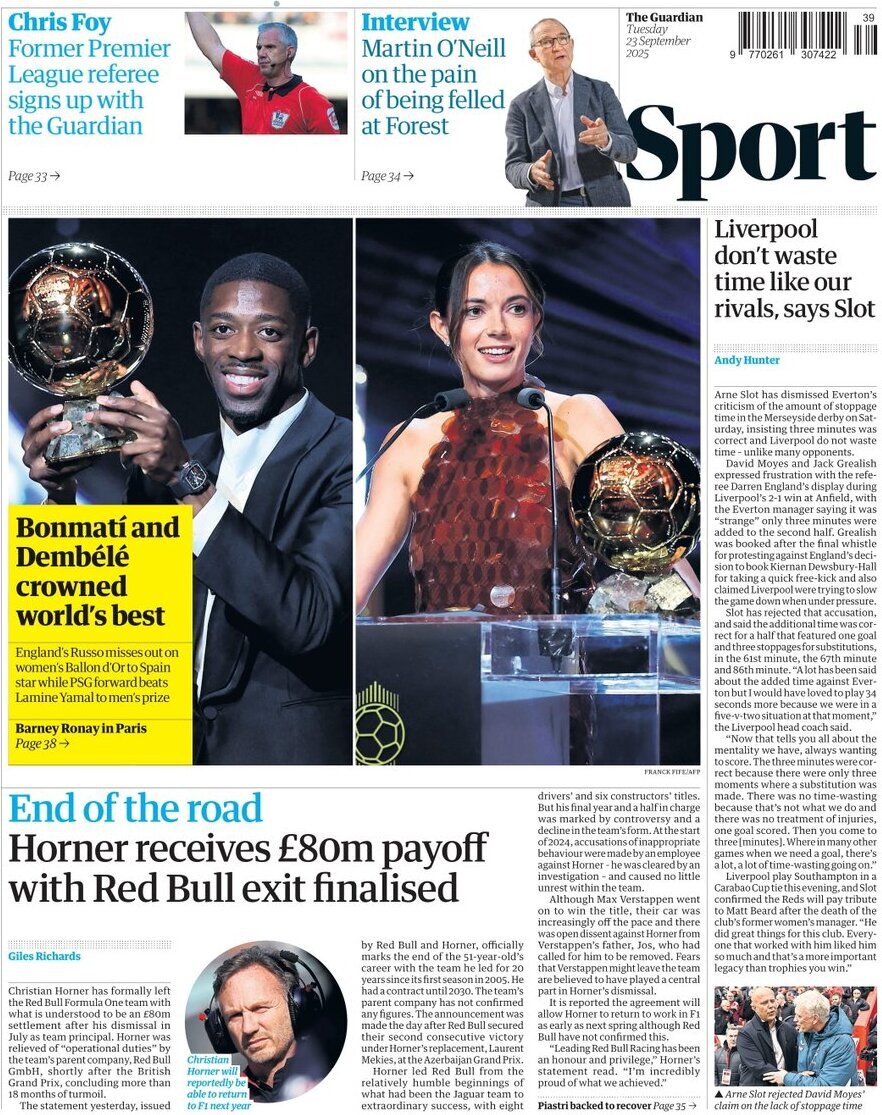 Chris Foy
Former Premier
League referee
signs up with
the Guardian
Page 33 →
Interview
Martin O'Neill
on the pain
of being felled
at Forest
Page 34 →
The Guardian
Tuesday
23 September
2025
39
9 770261 307422
Sport
Bonmatí and
Dembélé
crowned
world's best
England's Russo misses out on
women's Ballon d'Or to Spain
star while PSG forward beats
Lamine Yamal to men's prize
Barney Ronay in Paris
Page 38 →
FRANCK FIFE/AFP
Liverpool
don't waste
time like our
rivals, says Slot
Andy Hunter
Arne Slot has dismissed Everton's
criticism of the amount of stoppage
time in the Merseyside derby on Sat-
urday, insisting three minutes was
correct and Liverpool do not waste
time – unlike many opponents.
David Moyes and Jack Grealish
expressed frustration with the refe-
ree Darren England's display during
Liverpool's 2-1 win at Anfield, with
the Everton manager saying it was
"strange" only three minutes were
added to the second half. Grealish
was booked after the final whistle
for protesting against England's deci-
sion to book Kiernan Dewsbury-Hall
for taking a quick free-kick and also
claimed Liverpool were trying to slow
the game down when under pressure.
Slot has rejected that accusation,
and said the additional time was cor-
rect for a half that featured one goal
and three stoppages for substitutions,
in the 61st minute, the 67th minute
and 86th minute. "A lot has been said
about the added time against Ever-
ton but I would have loved to play 34
seconds more because we were in a
five-v-two situation at that moment,"
the Liverpool head coach said.
"Now that tells you all about the
mentality we have, always wanting
to score. The three minutes were cor-
rect because there were only three
moments where a substitution was
made. There was no time-wasting
because that's not what we do and
there was no treatment of injuries,
one goal scored. Then you come to
three [minutes]. Where in many other
games when we need a goal, there's
a lot, a lot of time-wasting going on."
Liverpool play Southampton in a
Carabao Cup tie this evening, and Slot
confirmed the Reds will pay tribute
to Matt Beard after the death of the
club's former women's manager. "He
did great things for this club. Every-
one that worked with him liked him
so much and that's a more important
legacy than trophies you win."
▲ Arne Slot rejected David Moyes'
claim on the lack of stoppage time
End of the road
Horner receives £80m payoff
with Red Bull exit finalised
Giles Richards
Christian Horner has formally left
the Red Bull Formula One team with
what is understood to be an £80m
settlement after his dismissal in
July as team principal. Horner was
relieved of "operational duties" by
the team's parent company, Red Bull
GmbH, shortly after the British
Grand Prix, concluding more than
18 months of turmoil.
The statement yesterday, issued
Christian
Horner will
reportedly be
able to return
to F1 next year
by Red Bull and Horner, officially
marks the end of the 51-year-old's
career with the team he led for 20
years since its first season in 2005. He
had a contract until 2030. The team's
parent company has not confirmed
any figures. The announcement was
made the day after Red Bull secured
their second consecutive victory
under Horner's replacement, Laurent
Mekies, at the Azerbaijan Grand Prix.
Horner led Red Bull from the
relatively humble beginnings of
what had been the Jaguar team to
extraordinary success, with eight
drivers' and six constructors' titles.
But his final year and a half in charge
was marked by controversy and a
decline in the team's form. At the start
of 2024, accusations of inappropriate
behaviour were made by an employee
against Horner – he was cleared by an
investigation – and caused no little
unrest within the team.
Although Max Verstappen went
on to win the title, their car was
increasingly off the pace and there
was open dissent against Horner from
Verstappen's father, Jos, who had
called for him to be removed. Fears
that Verstappen might leave the team
are believed to have played a central
part in Horner's dismissal.
It is reported the agreement will
allow Horner to return to work in F1
as early as next spring although Red
Bull have not confirmed this.
"Leading Red Bull Racing has been
an honour and privilege," Horner's
statement read. "I'm incredibly
proud of what we achieved."
Piastri backed to recover Page 35 →